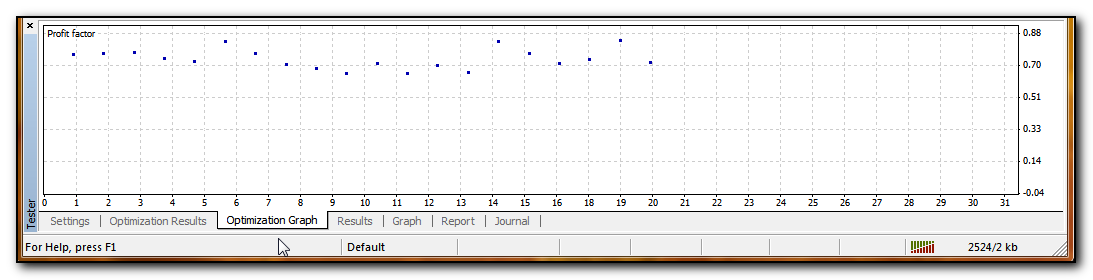 Profit factor
0.88
0.70
0.51
0.33
0.14
-0.04
0 1 2 3 4 5 6 7 8 9 10 11 12 13 14 15 16 17 18 19 20 21 22 23 24 25 26 27 28 29 30 31
Tester
Settings Optimization Results Optimization Graph Results Graph Report Journal
For Help, press F1 Default 2524/2 kb